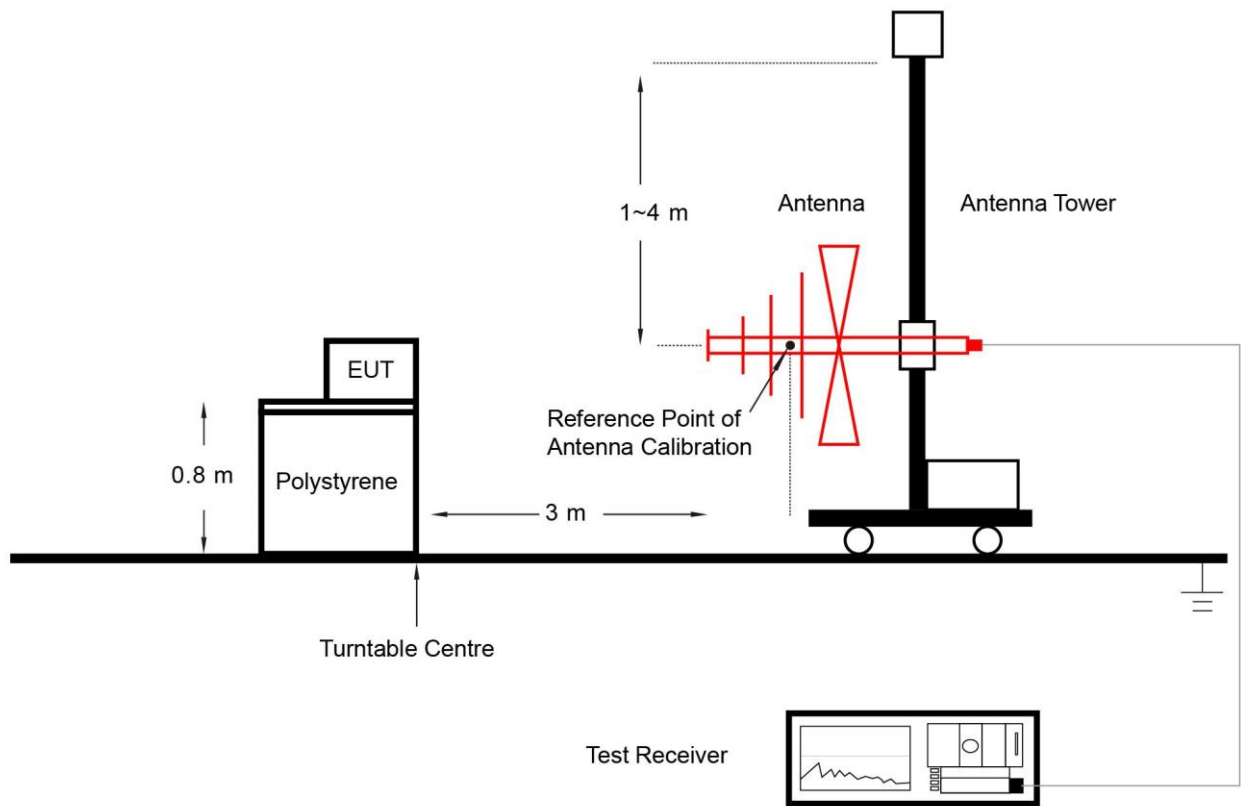 1~4 m
Antenna
Antenna Tower
EUT
Reference Point of
Antenna Calibration
0.8 m
Polystyrene
3 m
Turntable Centre
Test Receiver